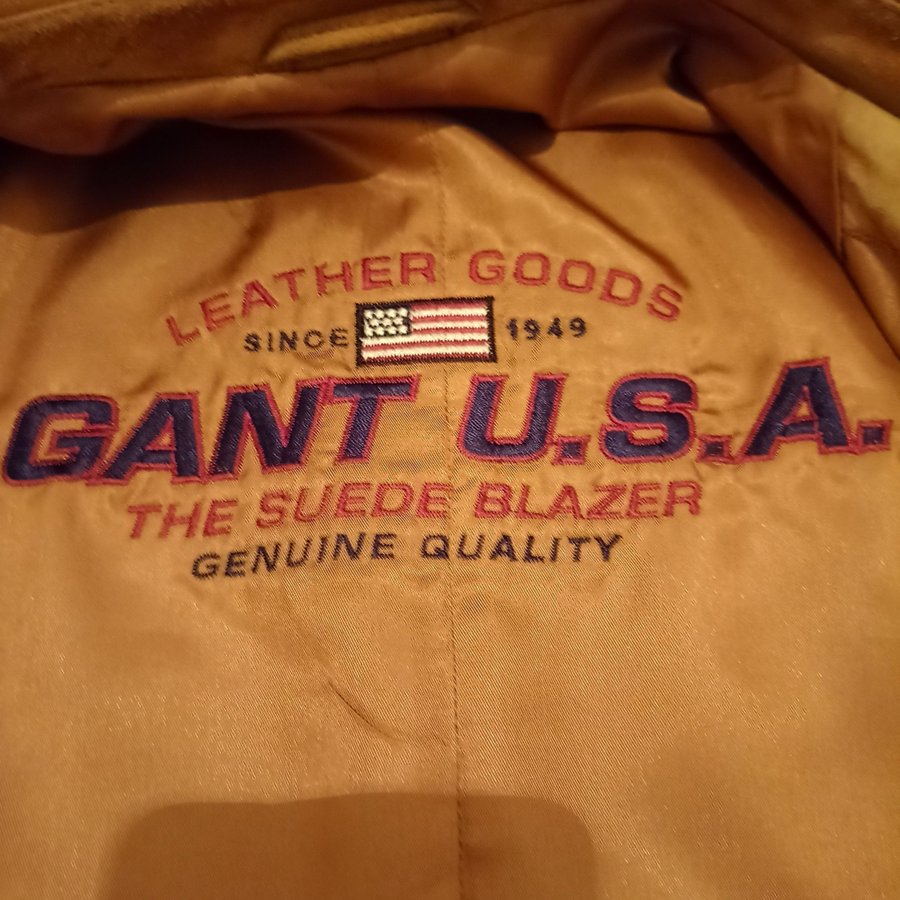 LEATHER GOODS
SINCE 1949
GANT U.S.A.
THE SUEDE BLAZER
GENUINE QUALITY